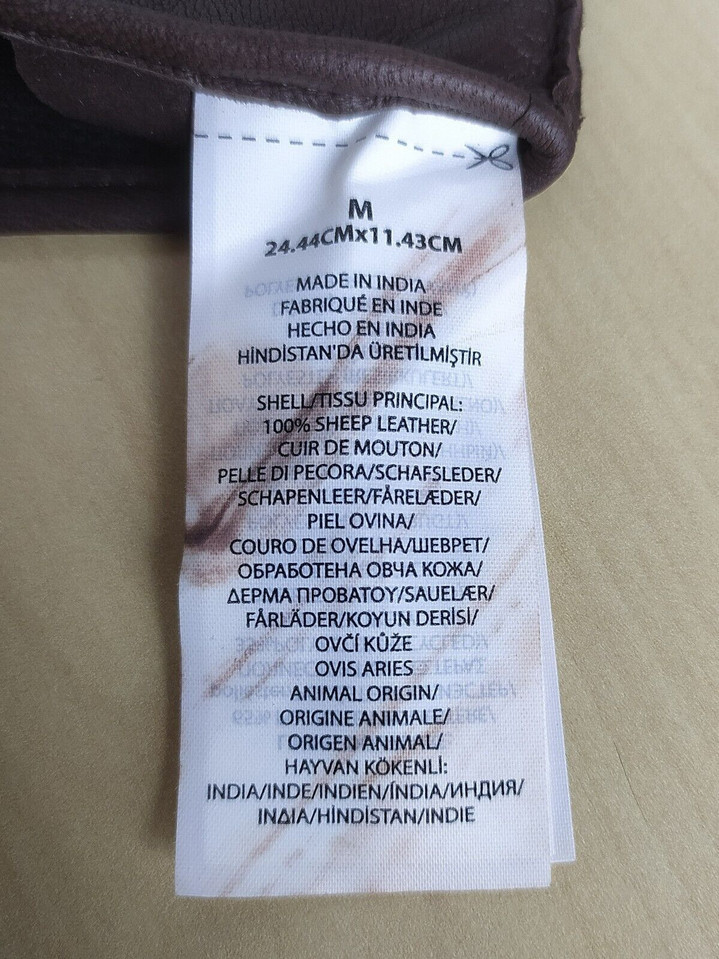 M
24.44CMx11.43CM
MADE IN INDIA
FABRIQUÉ EN INDE
HECHO EN INDIA
HİNDİSTAN'DA ÜRETİLMİŞTİR
SHELL/TISSU PRINCIPAL:
100% SHEEP LEATHER/
CUIR DE MOUTON/
PELLE DI PECORA/SCHAFSLEDER/
SCHAPENLEER/FÅRELÆDER/
PIEL OVINA/
COURO DE OVELHA/ШЕВРЕТ/
ОБРАБОТЕНА ОВЧА КОЖА/
ΔΕΡΜΑ ΠΡΟΒΑΤΟΥ/SAUELÆR/
FÅRLÄDER/KOYUN DERİSİ/
OVČÍ KŮŽE
OVIS ARIES
ANIMAL ORIGIN/
ORIGINE ANIMALE/
ORIGEN ANIMAL/
HAYVAN KÖKENLİ:
INDIA/INDE/INDIEN/ÍNDIA/ИНДИЯ/
ΙΝΔΙΑ/HİNDİSTAN/INDIE